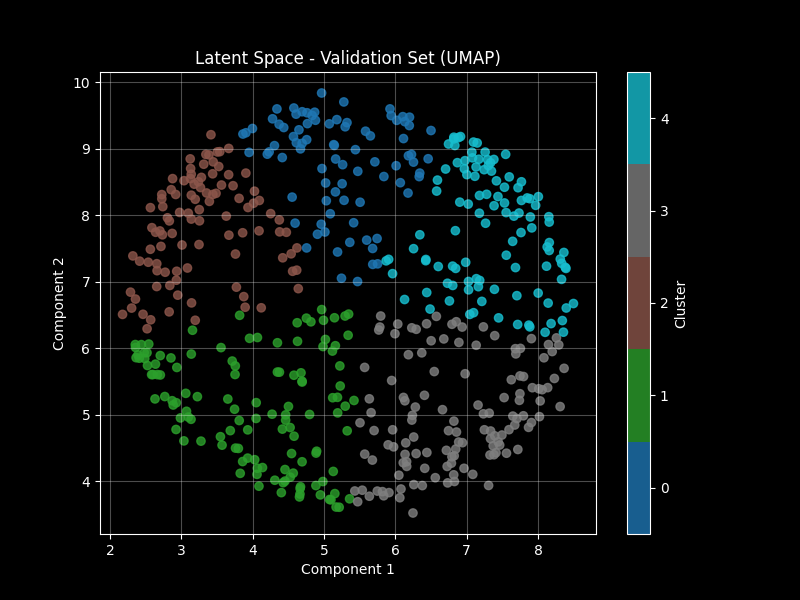 Latent Space - Validation Set (UMAP)
10
9
8
7
6
5
4
Component 2
2 3 4 5 6 7 8
Component 1
4
3
2
1
0
Cluster